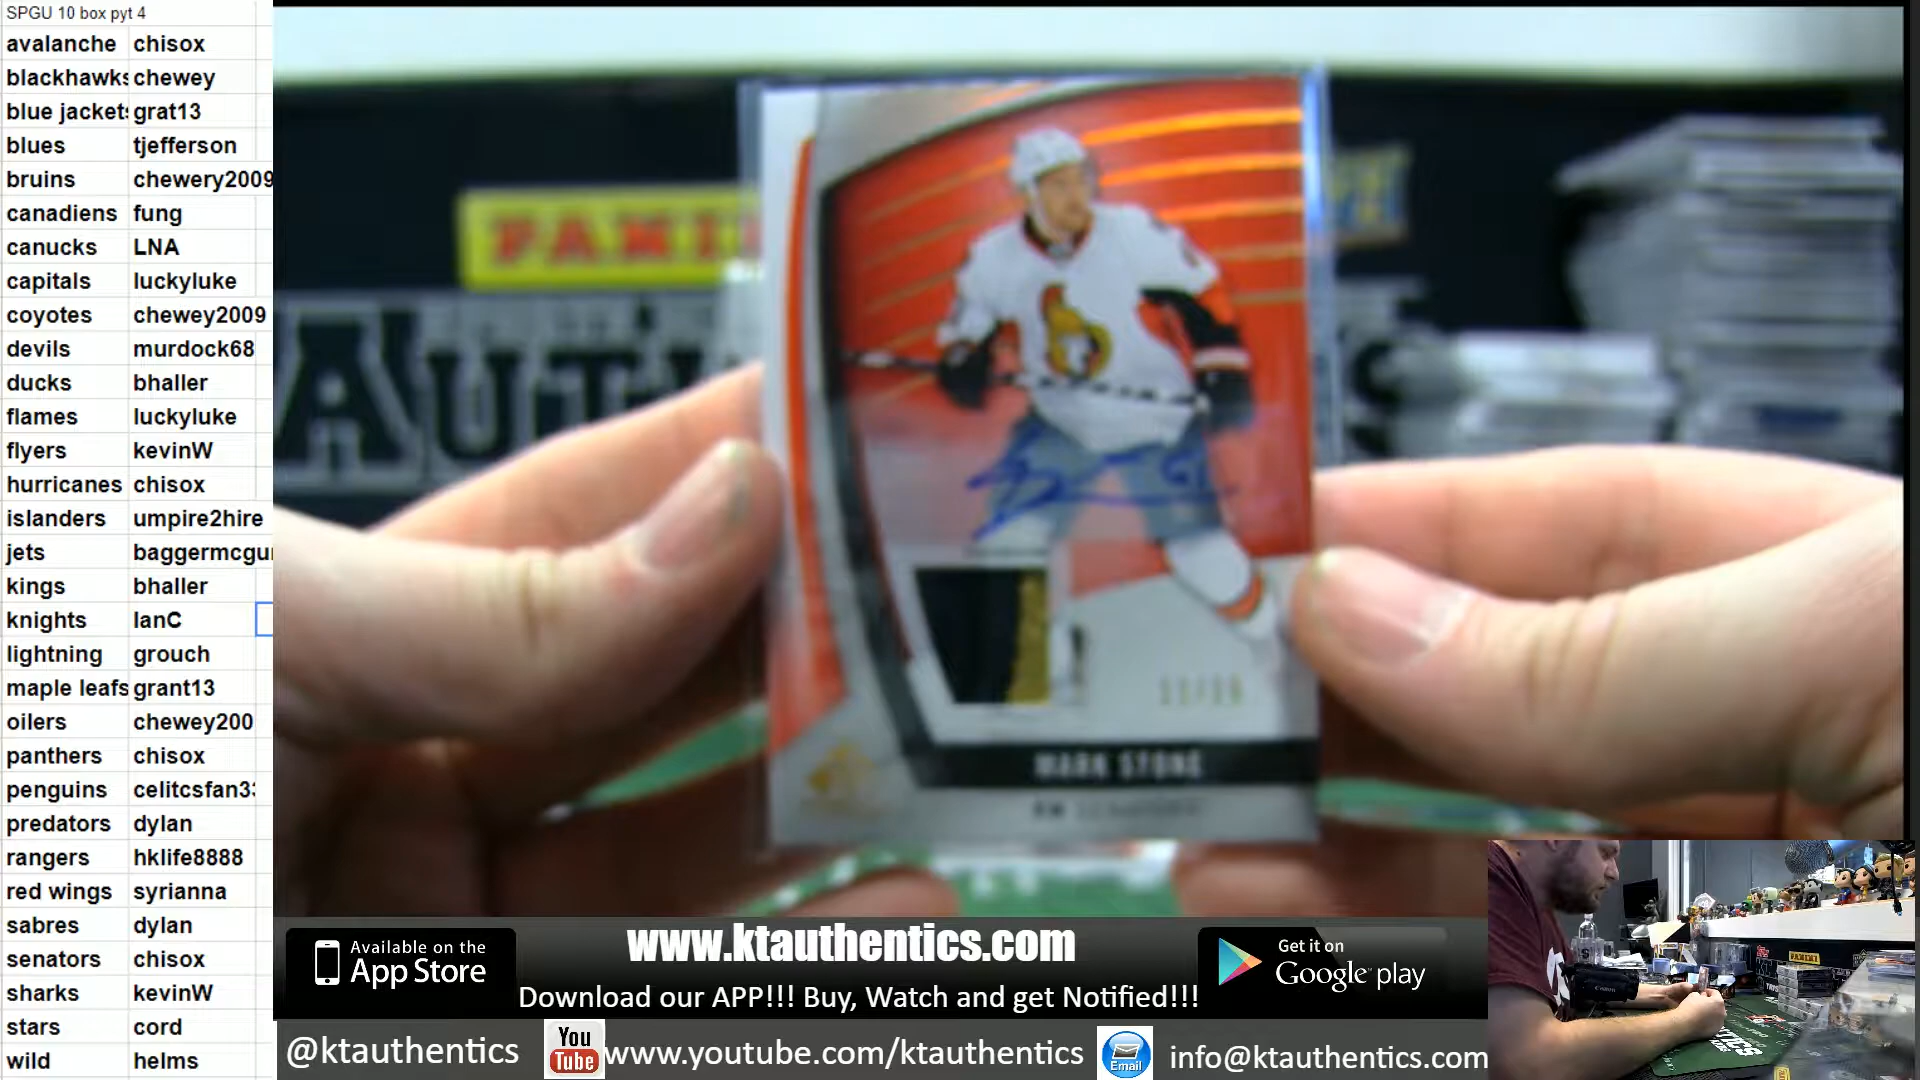 SPGU 10 box pyt 4
avalanche chisox
blackhawks chewey
blue jackets grat13
blues tjefferson
bruins chewery2009
canadiens fung
canucks LNA
capitals luckyluke
coyotes chewey2009
devils murdock68
ducks bhaller
flames luckyluke
flyers kevinW
hurricanes chisox
islanders umpire2hire
jets baggermcgu
kings bhaller
knights IanC
lightning grouch
maple leafs grant13
oilers chewey200
panthers chisox
penguins celitcsfan3
predators dylan
rangers hklife8888
red wings syrianna
sabres dylan
senators chisox
sharks kevinW
stars cord
wild helms
PANINI
MARK STONE
RW
Available on the
App Store
www.ktauthentics.com
Download our APP!!! Buy, Watch and get Notified!!!
Get it on
Google play
@ktauthentics
You
Tube
www.youtube.com/ktauthentics
Email
info@ktauthentics.com